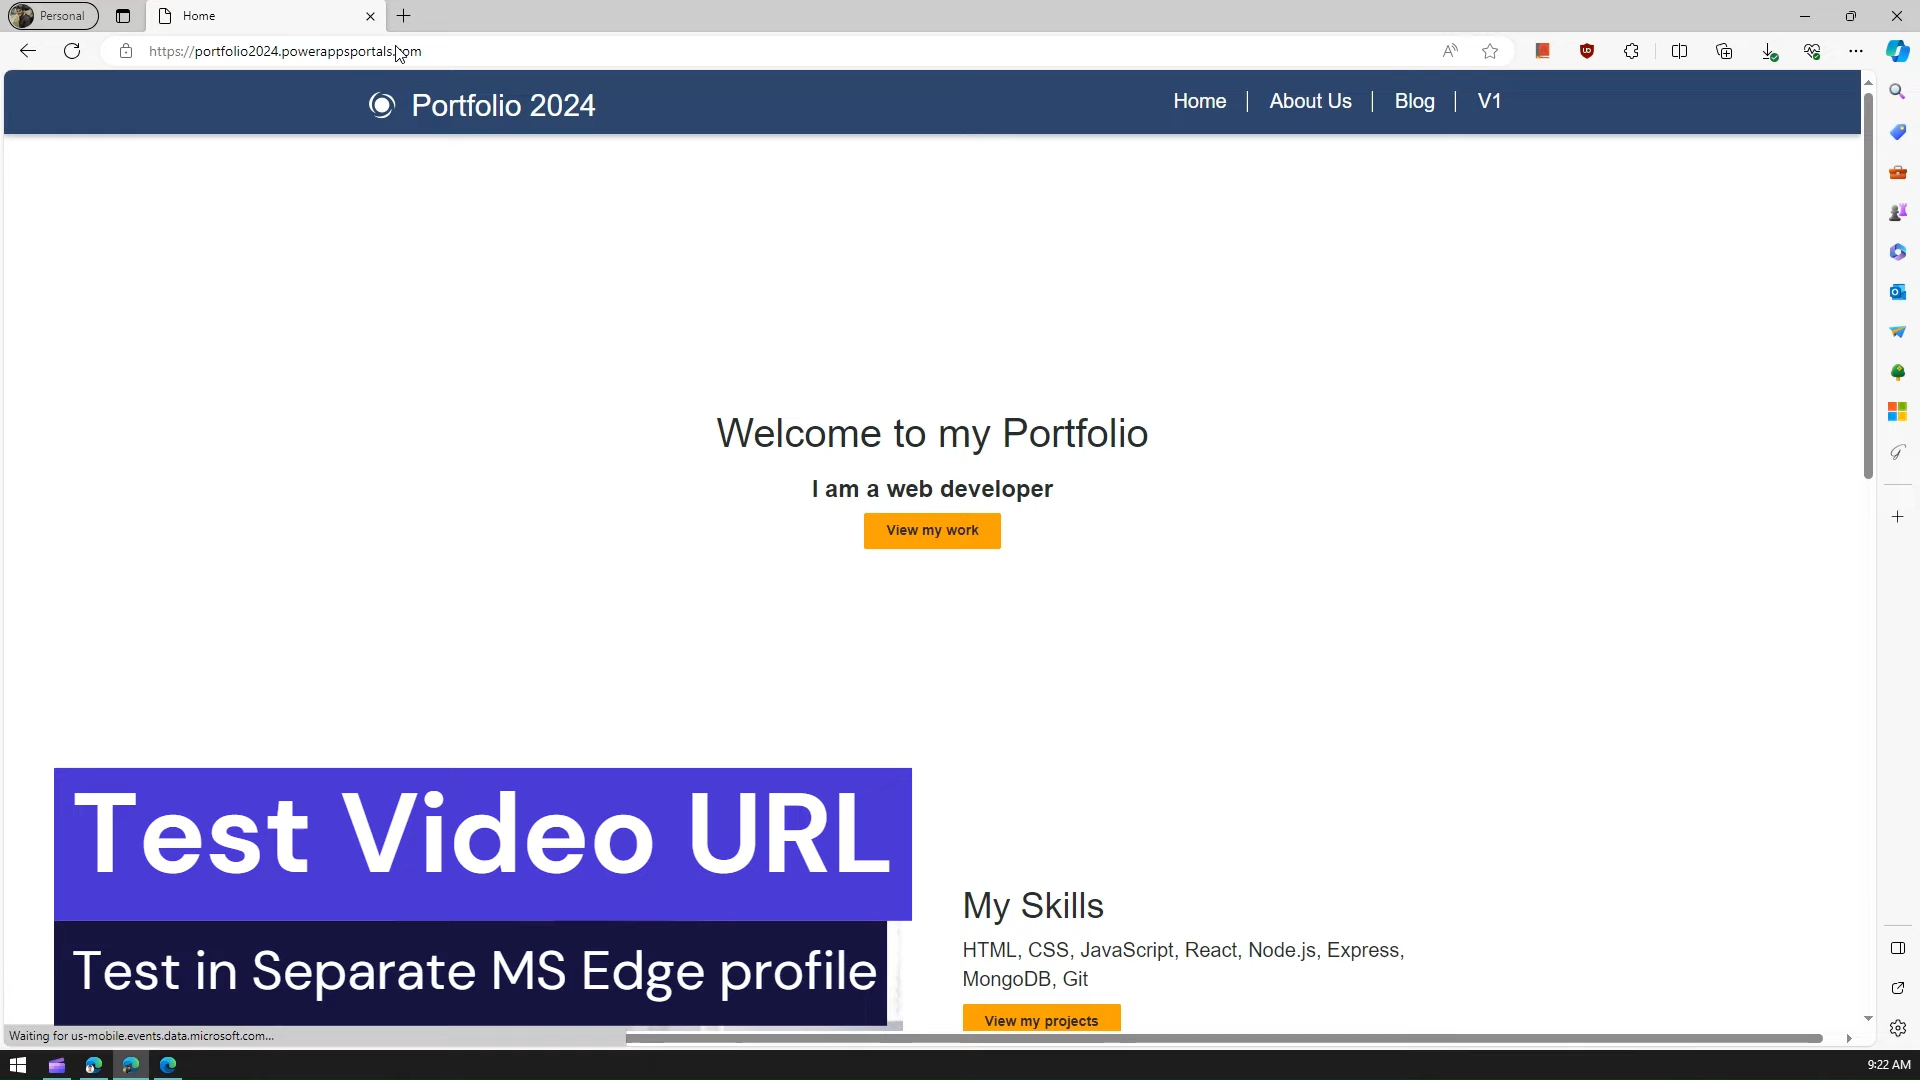 Personal
Home
https://portfolio2024.powerappsportals.com
Portfolio 2024
Home | About Us | Blog | V1
Welcome to my Portfolio
I am a web developer
View my work
Test Video URL
Test in Separate MS Edge profile
My Skills
HTML, CSS, JavaScript, React, Node.js, Express,
MongoDB, Git
View my projects
Waiting for us-mobile.events.data.microsoft.com...
9:22 AM